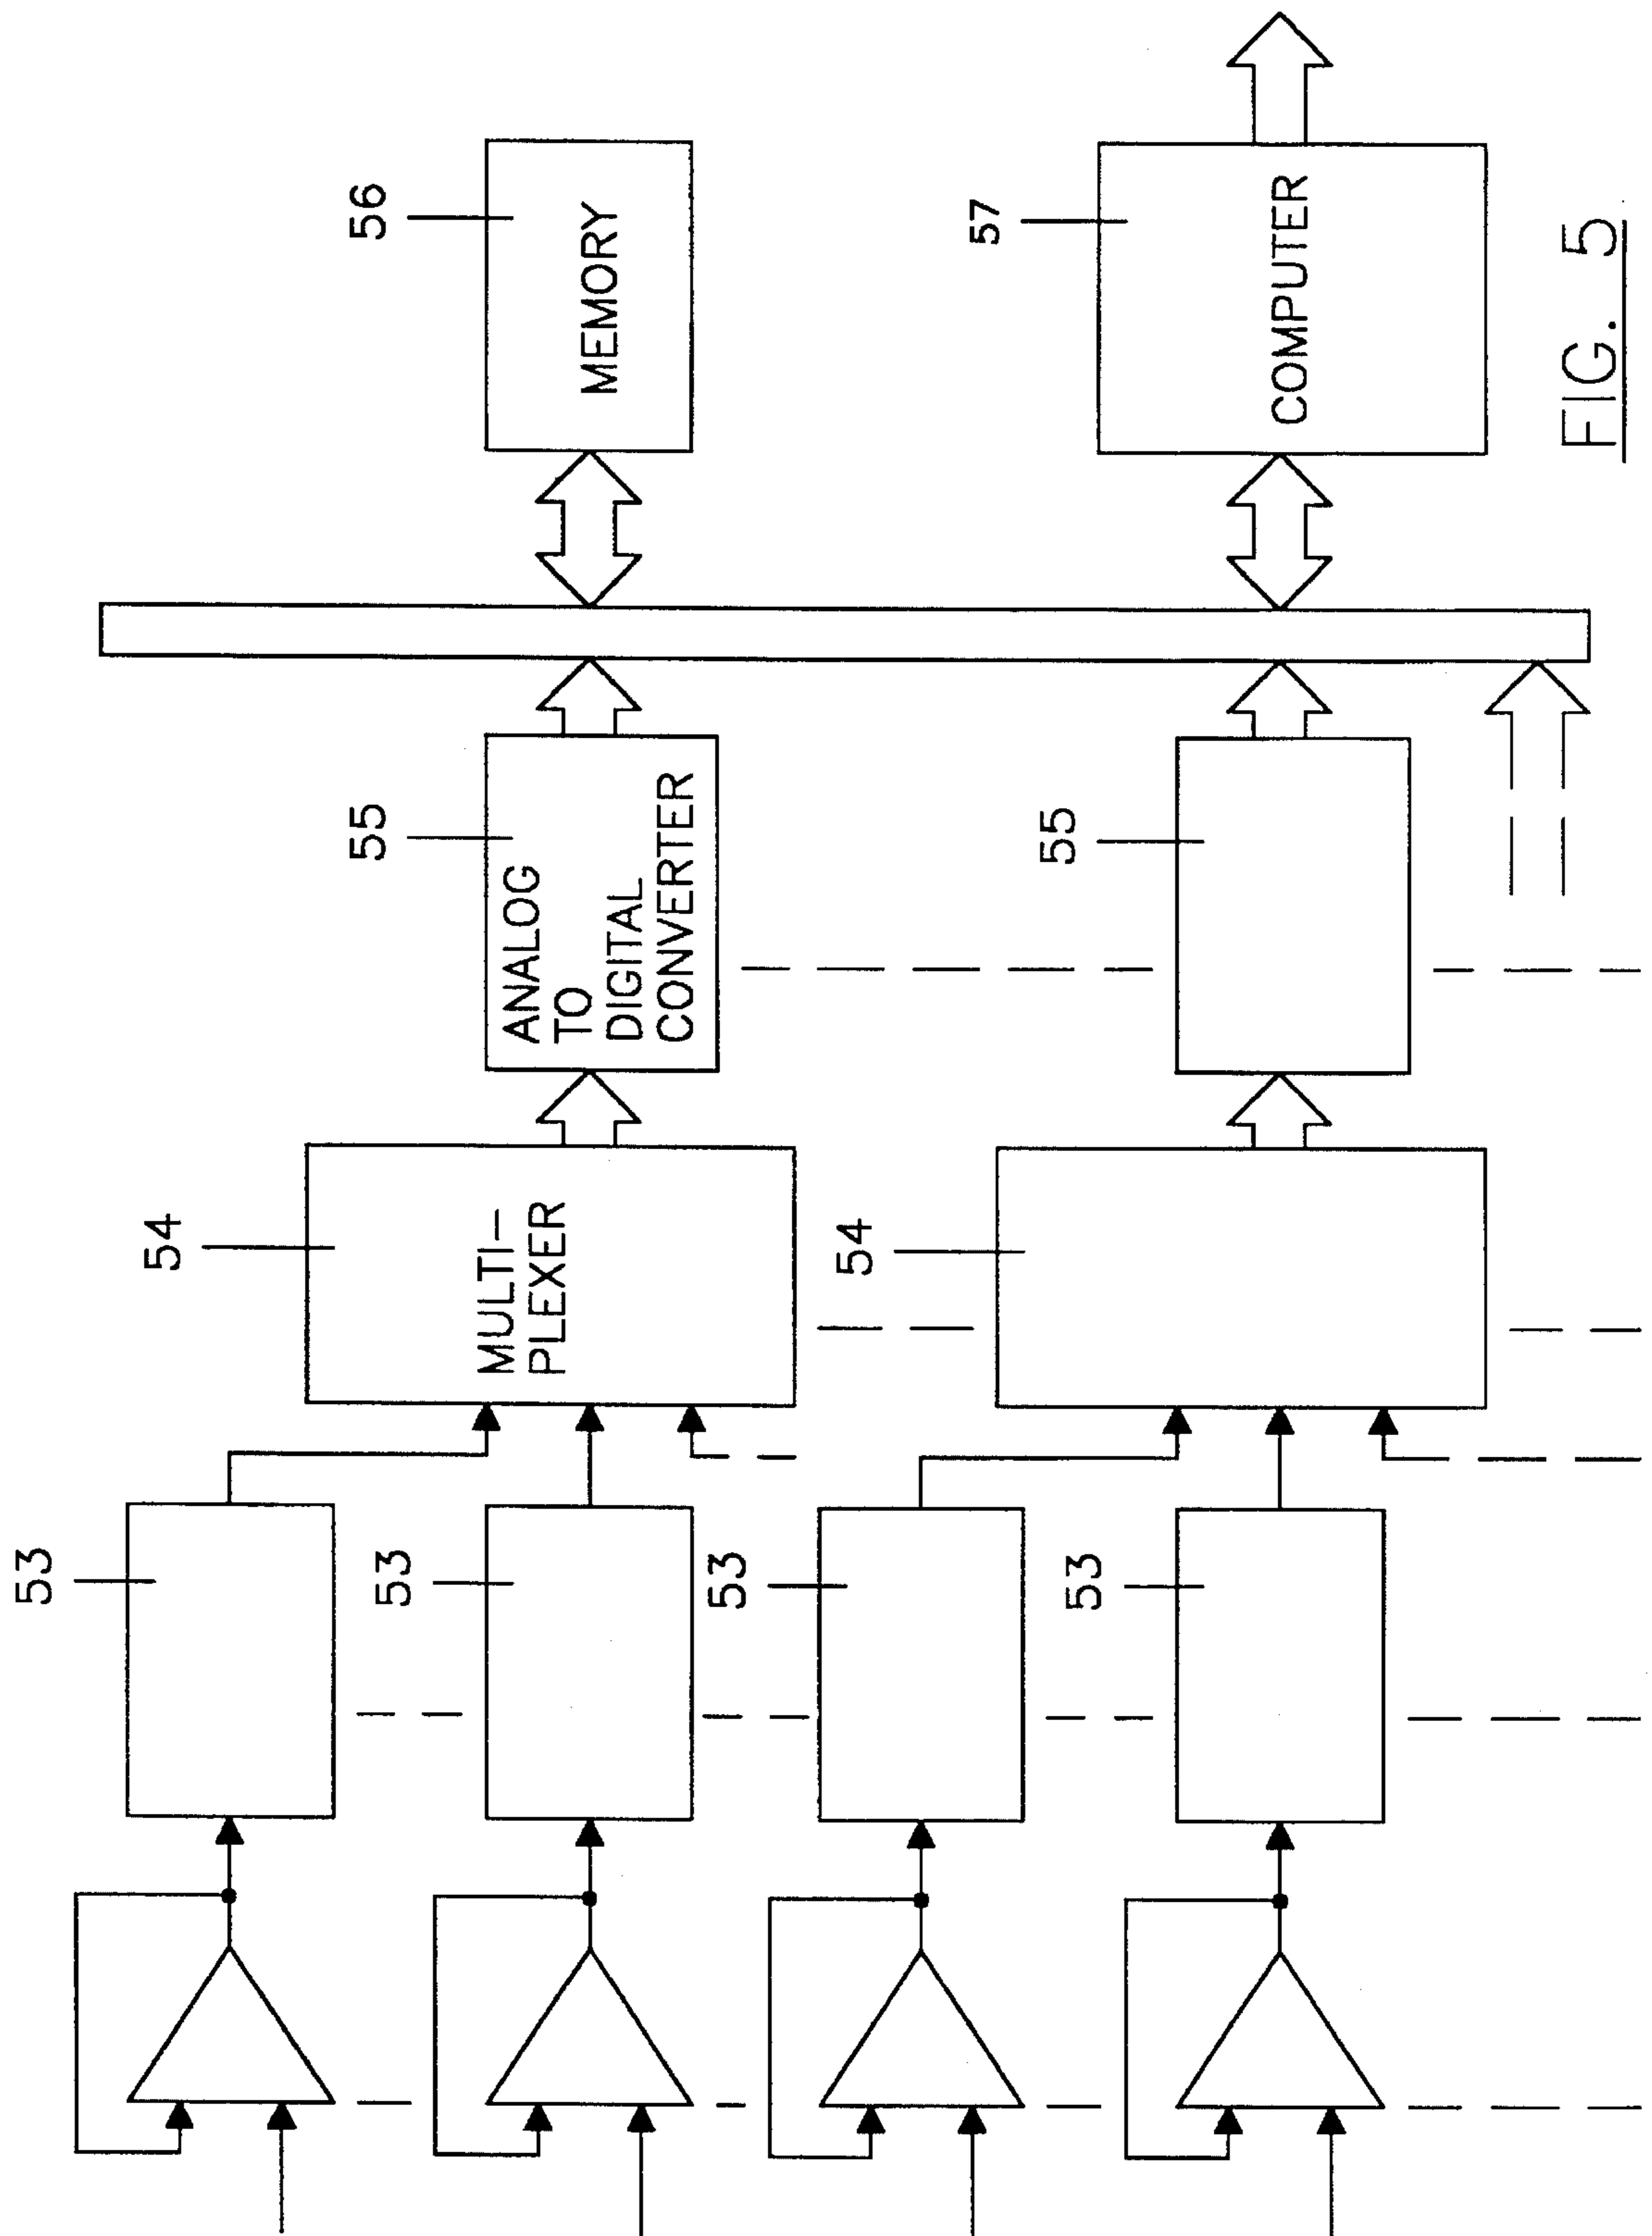 53
53
53
53
54
MULTI-
PLEXER
54
55
ANALOG
TO
DIGITAL
CONVERTER
55
56
MEMORY
57
COMPUTER
FIG. 5